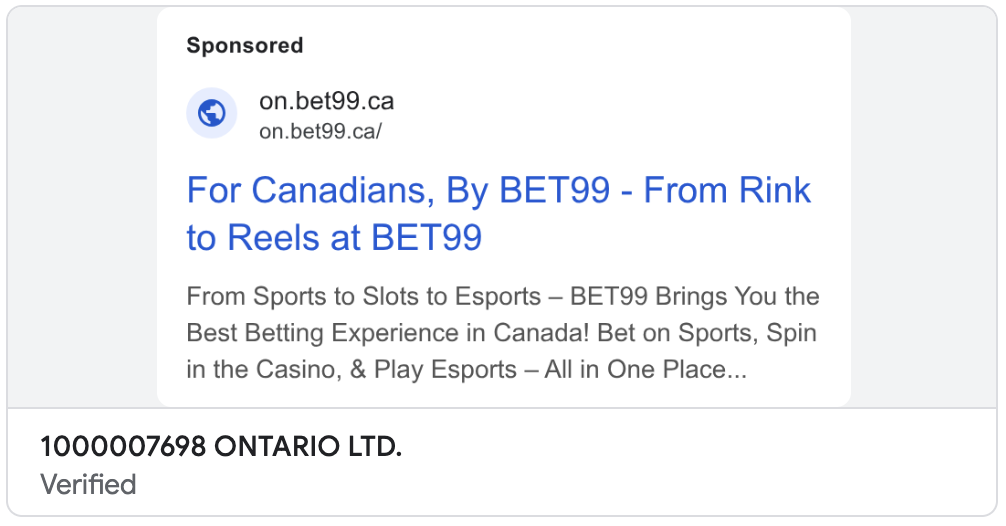 Sponsored
on.bet99.ca
on.bet99.ca/
For Canadians, By BET99 - From Rink
to Reels at BET99
From Sports to Slots to Esports – BET99 Brings You the
Best Betting Experience in Canada! Bet on Sports, Spin
in the Casino, & Play Esports – All in One Place...
1000007698 ONTARIO LTD.
Verified